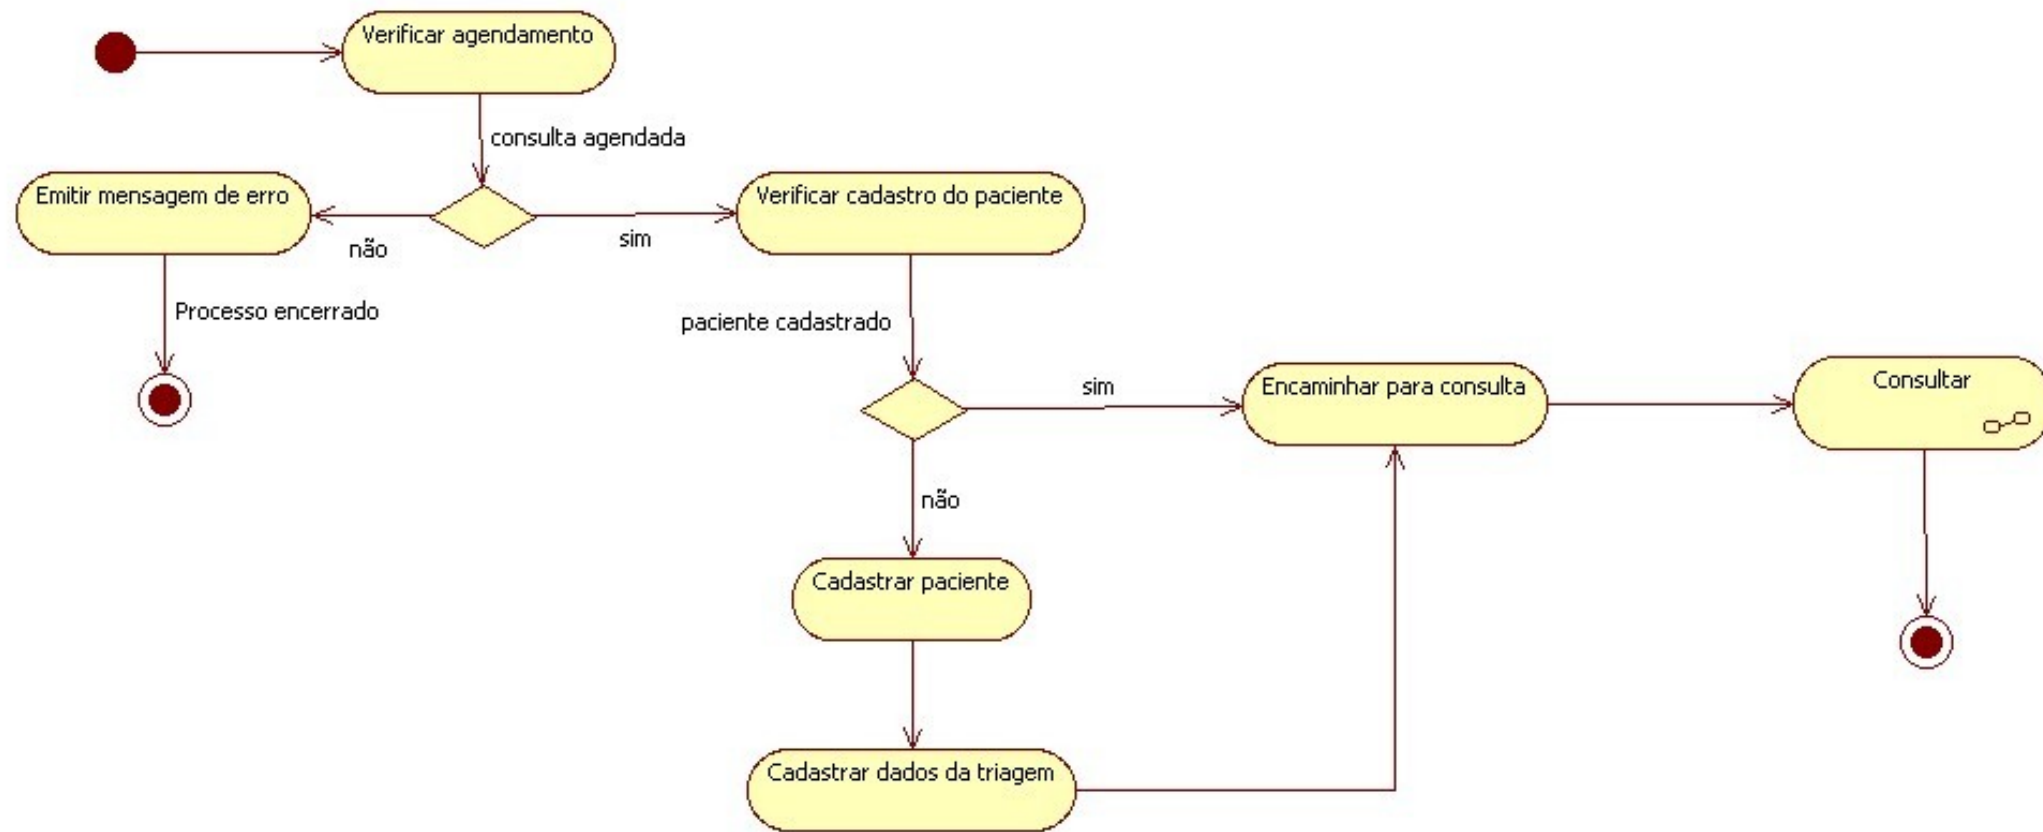 Verificar agendamento
consulta agendada
Emitir mensagem de erro
não
sim
Verificar cadastro do paciente
Processo encerrado
paciente cadastrado
sim
Encaminhar para consulta
Consultar
não
Cadastrar paciente
Cadastrar dados da triagem